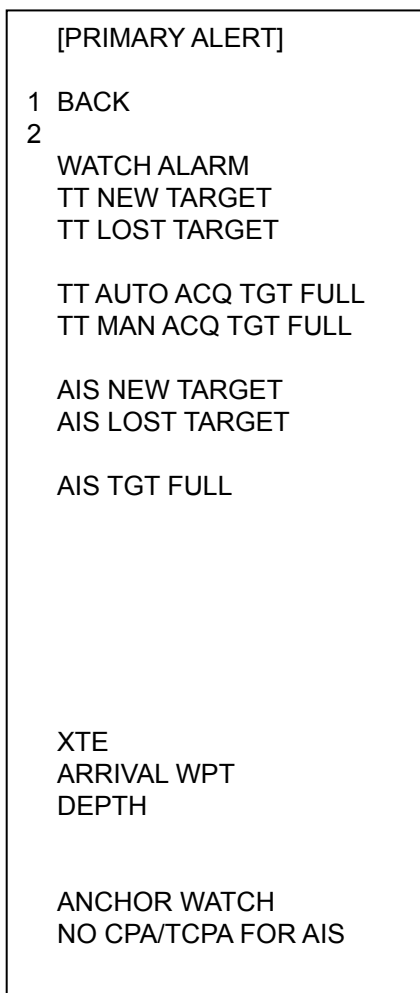 [PRIMARY ALERT]
1 BACK
2
WATCH ALARM
TT NEW TARGET
TT LOST TARGET
TT AUTO ACQ TGT FULL
TT MAN ACQ TGT FULL
AIS NEW TARGET
AIS LOST TARGET
AIS TGT FULL
XTE
ARRIVAL WPT
DEPTH
ANCHOR WATCH
NO CPA/TCPA FOR AIS